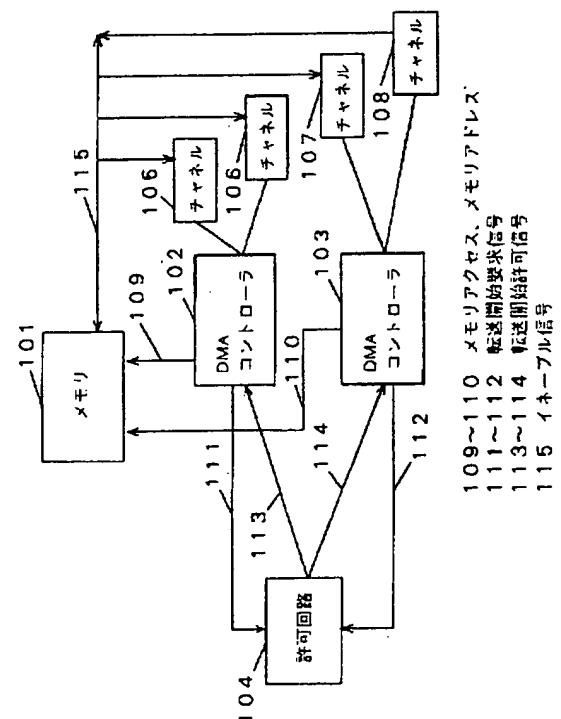 101
メモリ
115
109
102
DMA
コントローラ
105
チャネル
106
チャネル
111
110
103
DMA
コントローラ
107
チャネル
108
チャネル
113
114
112
104
許可回路
109〜110 メモリアクセス、メモリアドレス
111〜112 転送開始要求信号
113〜114 転送開始許可信号
115 イネーブル信号